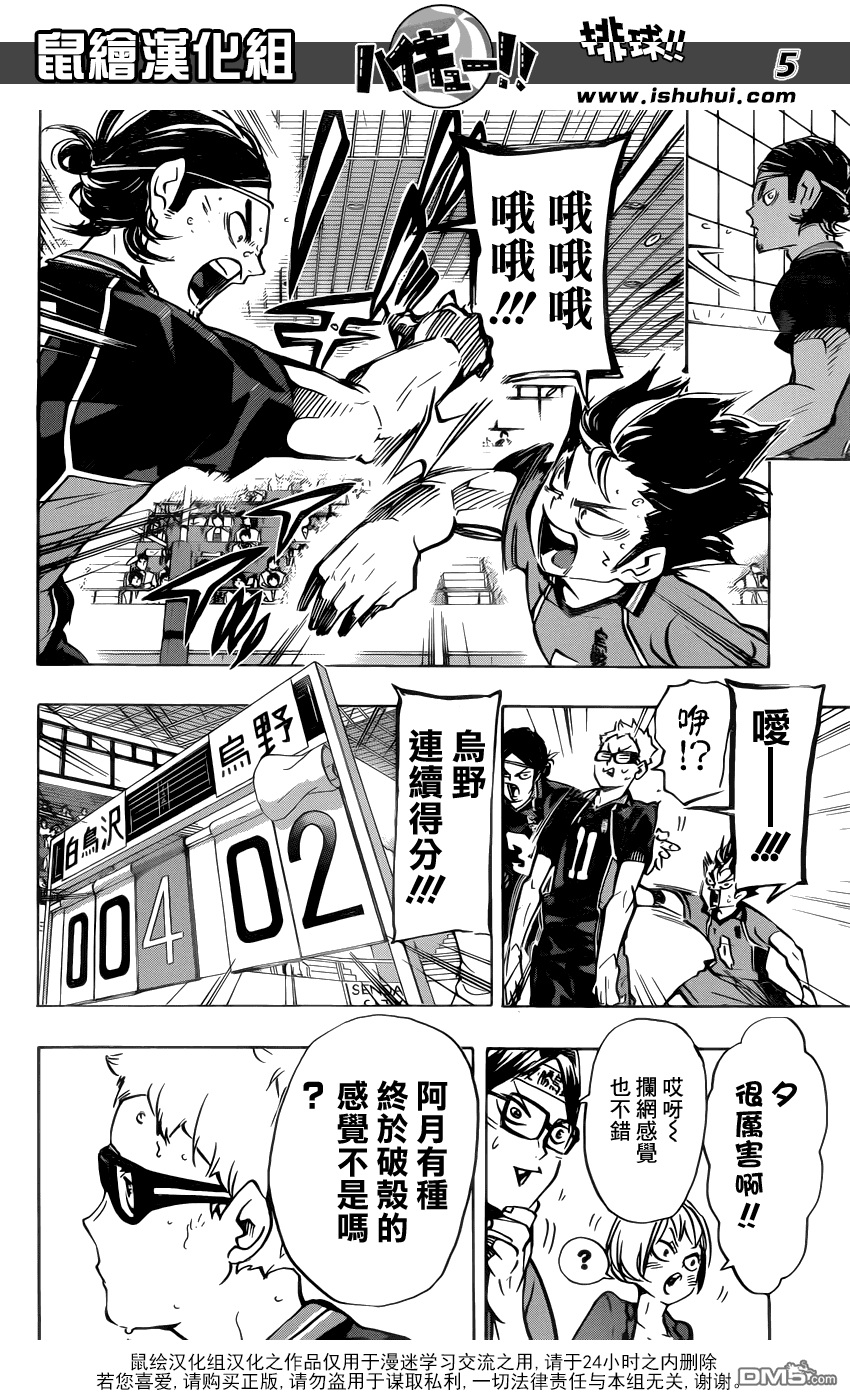 鼠繪漢化組
ハイキュー!!
排球!!
5
www.ishuhui.com
哦哦哦
哦哦!!!
噯——!!!
咿!?
11
烏野
連續得分!!!
烏野
白鳥沢
00
4
02
SENDA
很厲害啊!!
哎呀~
攔網感覺
也不錯
?
阿月有種
終於破殼的
感覺不是嗎
?
鼠绘汉化组汉化之作品仅用于漫迷学习交流之用, 请于24小时之内删除
若您喜爱, 请购买正版, 请勿盗用于谋取私利, 一切法律责任与本组无关, 谢谢。
DM5.com